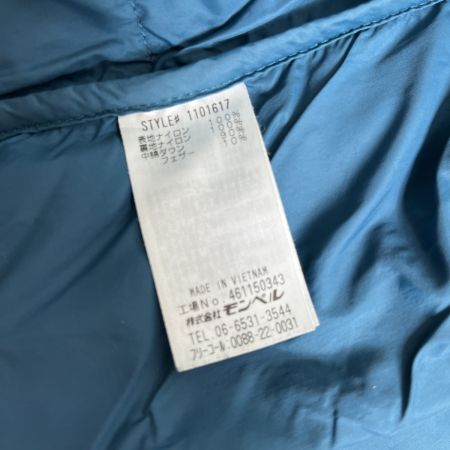 STYLE# 1101617
表地ナイロン 100%
裏地ナイロン 100%
中綿ダウン 90%
フェザー 10%
MADE IN VIETNAM
工場No. 461150343
株式会社 モンベル
TEL. 06-6531-3544
フリーコール 0088-22-0031